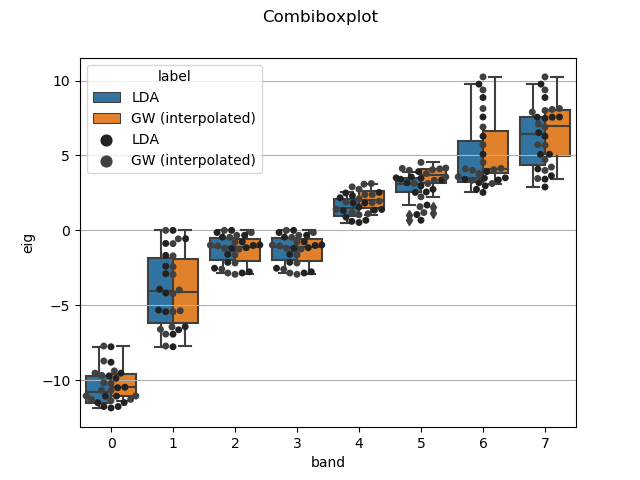 Combiboxplot
label
LDA
GW (interpolated)
LDA
GW (interpolated)
eig
10
5
0
−5
−10
0 1 2 3 4 5 6 7
band